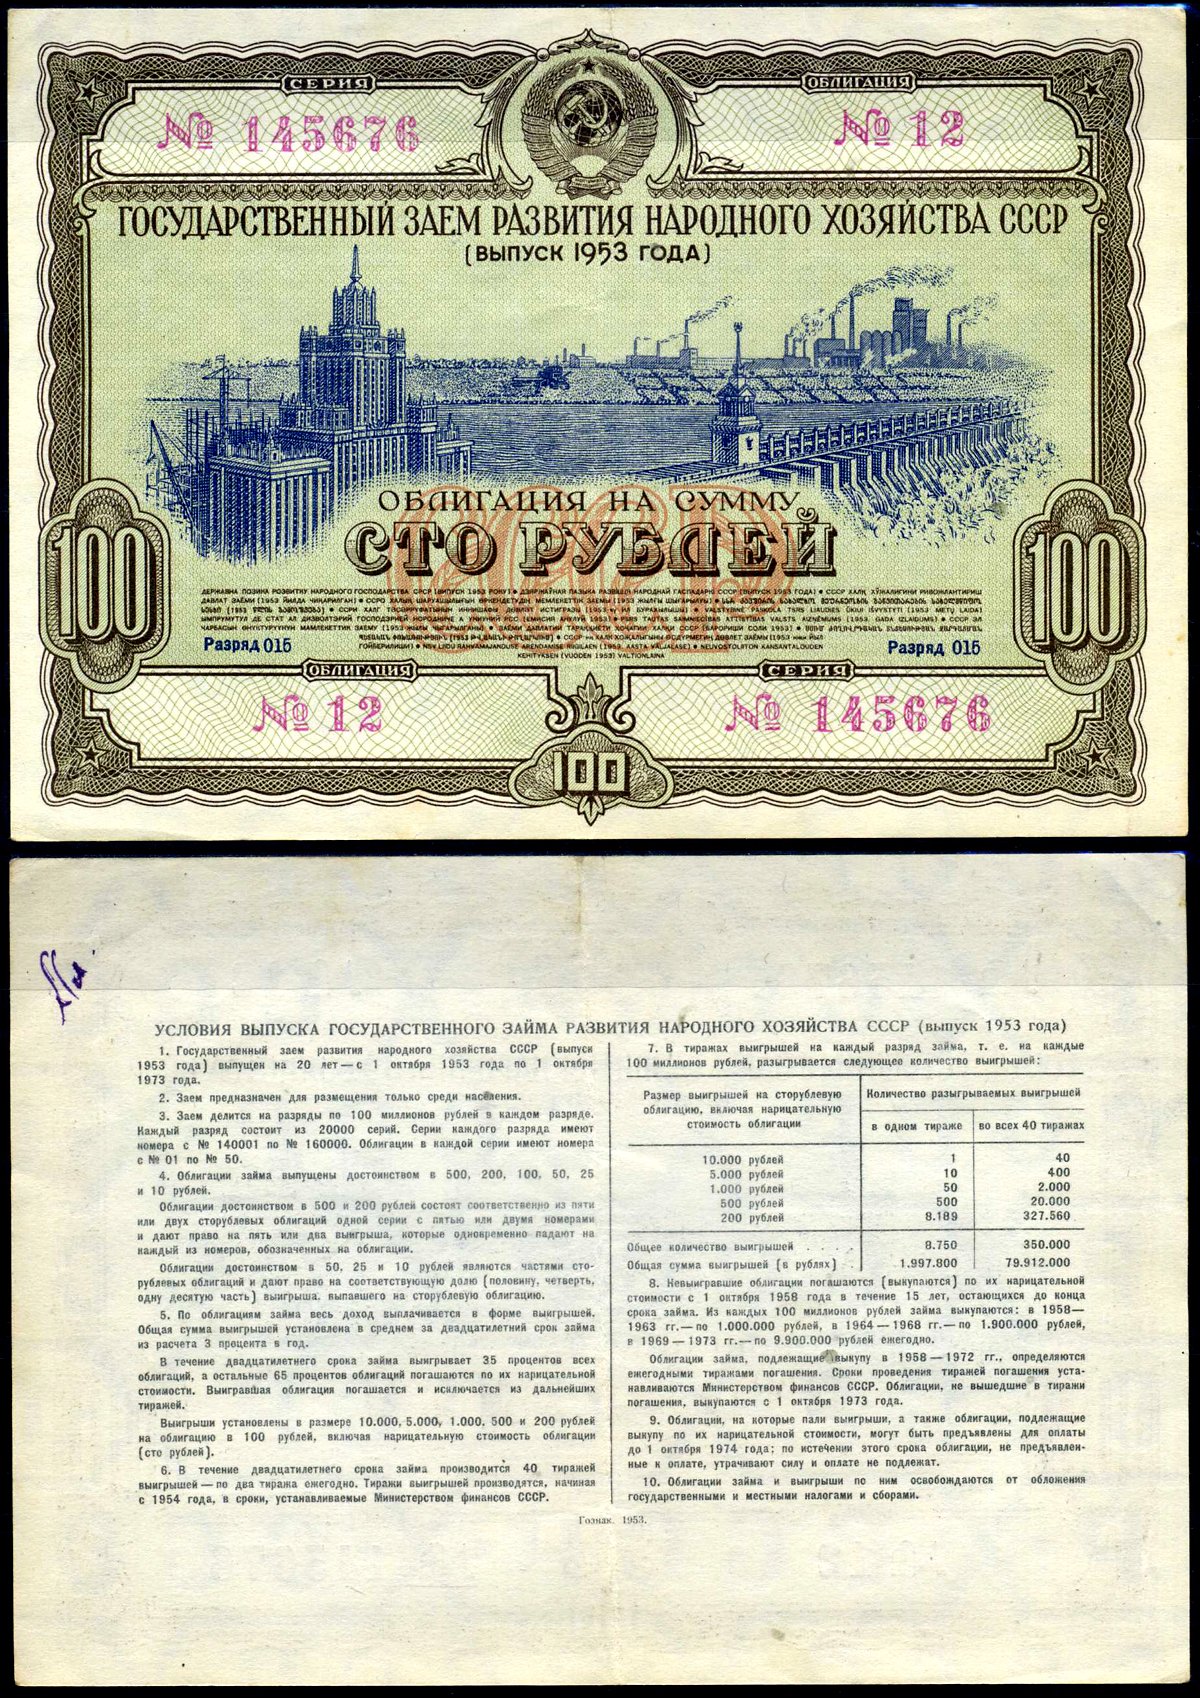 СЕРИЯ
ОБЛИГАЦИЯ
№ 145676
№ 12
ГОСУДАРСТВЕННЫЙ ЗАЕМ РАЗВИТИЯ НАРОДНОГО ХОЗЯЙСТВА СССР
(ВЫПУСК 1953 ГОДА)
ОБЛИГАЦИЯ НА СУММУ
СТО РУБЛЕЙ
100
100
ДЕРЖАВНА ПОЗИКА РОЗВИТКУ НАРОДНОГО ГОСПОДАРСТВА СРСР (ВИПУСК 1953 РОКУ)
Разряд 015
Разряд 015
ОБЛИГАЦИЯ
СЕРИЯ
№ 12
№ 145676
100
УСЛОВИЯ ВЫПУСКА ГОСУДАРСТВЕННОГО ЗАЙМА РАЗВИТИЯ НАРОДНОГО ХОЗЯЙСТВА СССР (выпуск 1953 года)
1. Государственный заем развития народного хозяйства СССР (выпуск
1953 года) выпущен на 20 лет — с 1 октября 1953 года по 1 октября
1973 года.
2. Заем предназначен для размещения только среди населения.
3. Заем делится на разряды по 100 миллионов рублей в каждом разряде.
Каждый разряд состоит из 20000 серий. Серии каждого разряда имеют
номера с № 140001 по № 160000. Облигации в каждой серии имеют номера
с № 01 по № 50.
4. Облигации займа выпущены достоинством в 500, 200, 100, 50, 25
и 10 рублей.
Облигации достоинством в 500 и 200 рублей состоят соответственно из пяти
или двух сторублевых облигаций одной серии с пятью или двумя номерами
и дают право на пять или два выигрыша, которые одновременно падают на
каждый из номеров, обозначенных на облигации.
Облигации достоинством в 50, 25 и 10 рублей являются частями сто-
рублевых облигаций и дают право на соответствующую долю (половину, четверть,
одну десятую часть) выигрыша, выпавшего на сторублевую облигацию.
5. По облигациям займа весь доход выплачивается в форме выигрышей.
Общая сумма выигрышей установлена в среднем за двадцатилетний срок займа
из расчета 3 процента в год.
В течение двадцатилетнего срока займа выигрывает 35 процентов всех
облигаций, а остальные 65 процентов облигаций погашаются по их нарицательной
стоимости. Выигравшая облигация погашается и исключается из дальнейших
тиражей.
Выигрыши установлены в размере 10.000, 5.000, 1.000, 500 и 200 рублей
на облигацию в 100 рублей, включая нарицательную стоимость облигации
(сто рублей).
6. В течение двадцатилетнего срока займа производится 40 тиражей
выигрышей — по два тиража ежегодно. Тиражи выигрышей производятся, начиная
с 1954 года, в сроки, устанавливаемые Министерством финансов СССР.
7. В тиражах выигрышей на каждый разряд займа, т. е. на каждые
100 миллионов рублей, разыгрывается следующее количество выигрышей:
Размер выигрышей на сторублевую
облигацию, включая нарицательную
стоимость облигации
Количество разыгрываемых выигрышей
в одном тираже
во всех 40 тиражах
10.000 рублей 1 40
5.000 рублей 10 400
1.000 рублей 50 2.000
500 рублей 500 20.000
200 рублей 8.189 327.560
Общее количество выигрышей . . . . 8.750 350.000
Общая сумма выигрышей (в рублях) . 1.997.800 79.912.000
8. Невыигравшие облигации погашаются (выкупаются) по их нарицательной
стоимости с 1 октября 1958 года в течение 15 лет, остающихся до конца
срока займа. Из каждых 100 миллионов рублей займа выкупаются: в 1958—
1963 гг.— по 1.000.000 рублей, в 1964 — 1968 гг.— по 1.900.000 рублей,
в 1969 — 1973 гг.— по 9.900.000 рублей ежегодно.
Облигации займа, подлежащие выкупу в 1958 — 1972 гг., определяются
ежегодными тиражами погашения. Сроки проведения тиражей погашения уста-
навливаются Министерством финансов СССР. Облигации, не вышедшие в тиражи
погашения, выкупаются с 1 октября 1973 года.
9. Облигации, на которые пали выигрыши, а также облигации, подлежащие
выкупу по их нарицательной стоимости, могут быть предъявлены для оплаты
до 1 октября 1974 года; по истечении этого срока облигации, не предъявлен-
ные к оплате, утрачивают силу и оплате не подлежат.
10. Облигации займа и выигрыши по ним освобождаются от обложения
государственными и местными налогами и сборами.
Гознак. 1953.